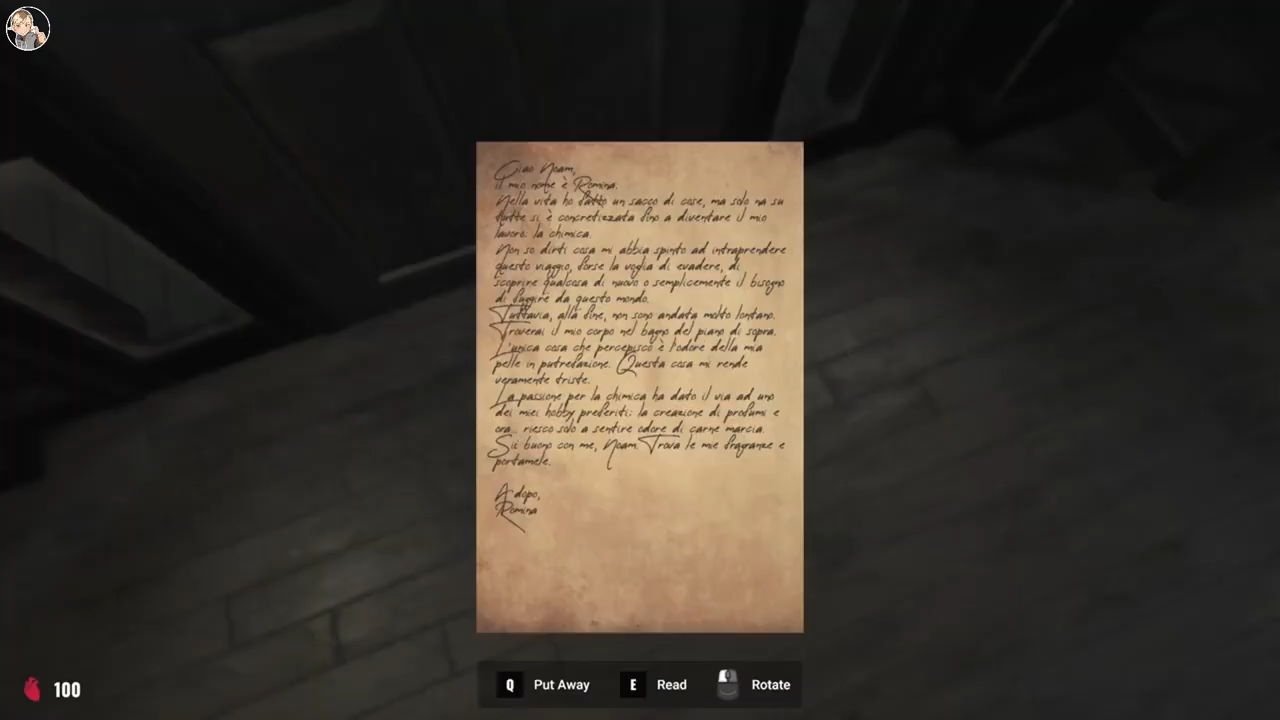 Ciao Noam,
il mio nome è Romina.
Nella vita ho fatto un sacco di cose, ma solo na su
tutte si è concretizzata fino a diventare il mio
lavoro: la chimica.
Non so dirti cosa mi abbia spinto ad intraprendere
questo viaggio, forse la voglia di evadere, di
scoprire qualcosa di nuovo o semplicemente il bisogno
di fuggire da questo mondo.
Tuttavia, alla fine, non sono andata molto lontano.
Troverai il mio corpo nel bagno del piano di sopra.
L'unica cosa che percepisco è l'odore della mia
pelle in putrefazione. Questa cosa mi rende
veramente triste.
La passione per la chimica ha dato il via ad uno
dei miei hobby preferiti: la creazione di profumi e
ora... riesco solo a sentire odore di carne marcia.
Sii buono con me, Noam. Trova le mie fragranze e
portamele.
A dopo,
Romina
100
Q Put Away E Read Rotate